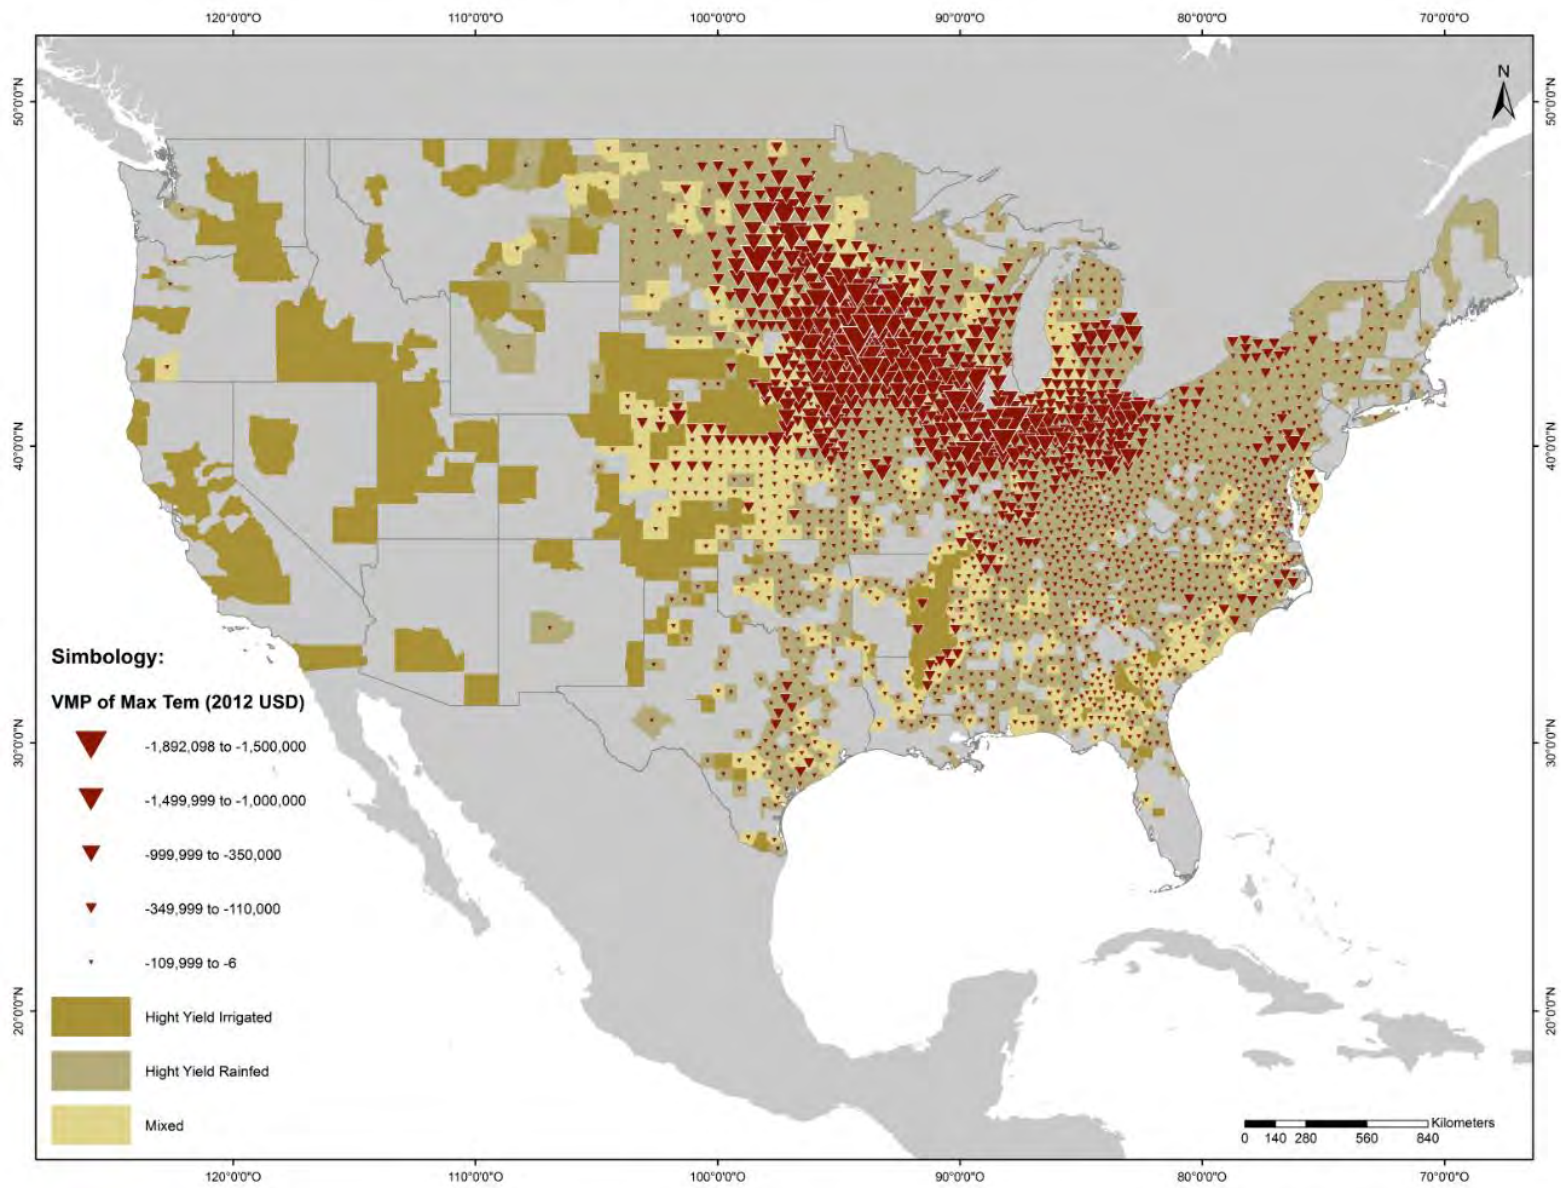 120°0'0"O 110°0'0"O 100°0'0"O 90°0'0"O 80°0'0"O 70°0'0"O
N
50°0'0"N 50°0'0"N
40°0'0"N 40°0'0"N
30°0'0"N 30°0'0"N
20°0'0"N 20°0'0"N
Simbology:
VMP of Max Tem (2012 USD)
-1,892,098 to -1,500,000
-1,499,999 to -1,000,000
-999,999 to -350,000
-349,999 to -110,000
-109,999 to -6
Hight Yield Irrigated
Hight Yield Rainfed
Mixed
Kilometers
0 140 280 560 840
120°0'0"O 110°0'0"O 100°0'0"O 90°0'0"O 80°0'0"O 70°0'0"O